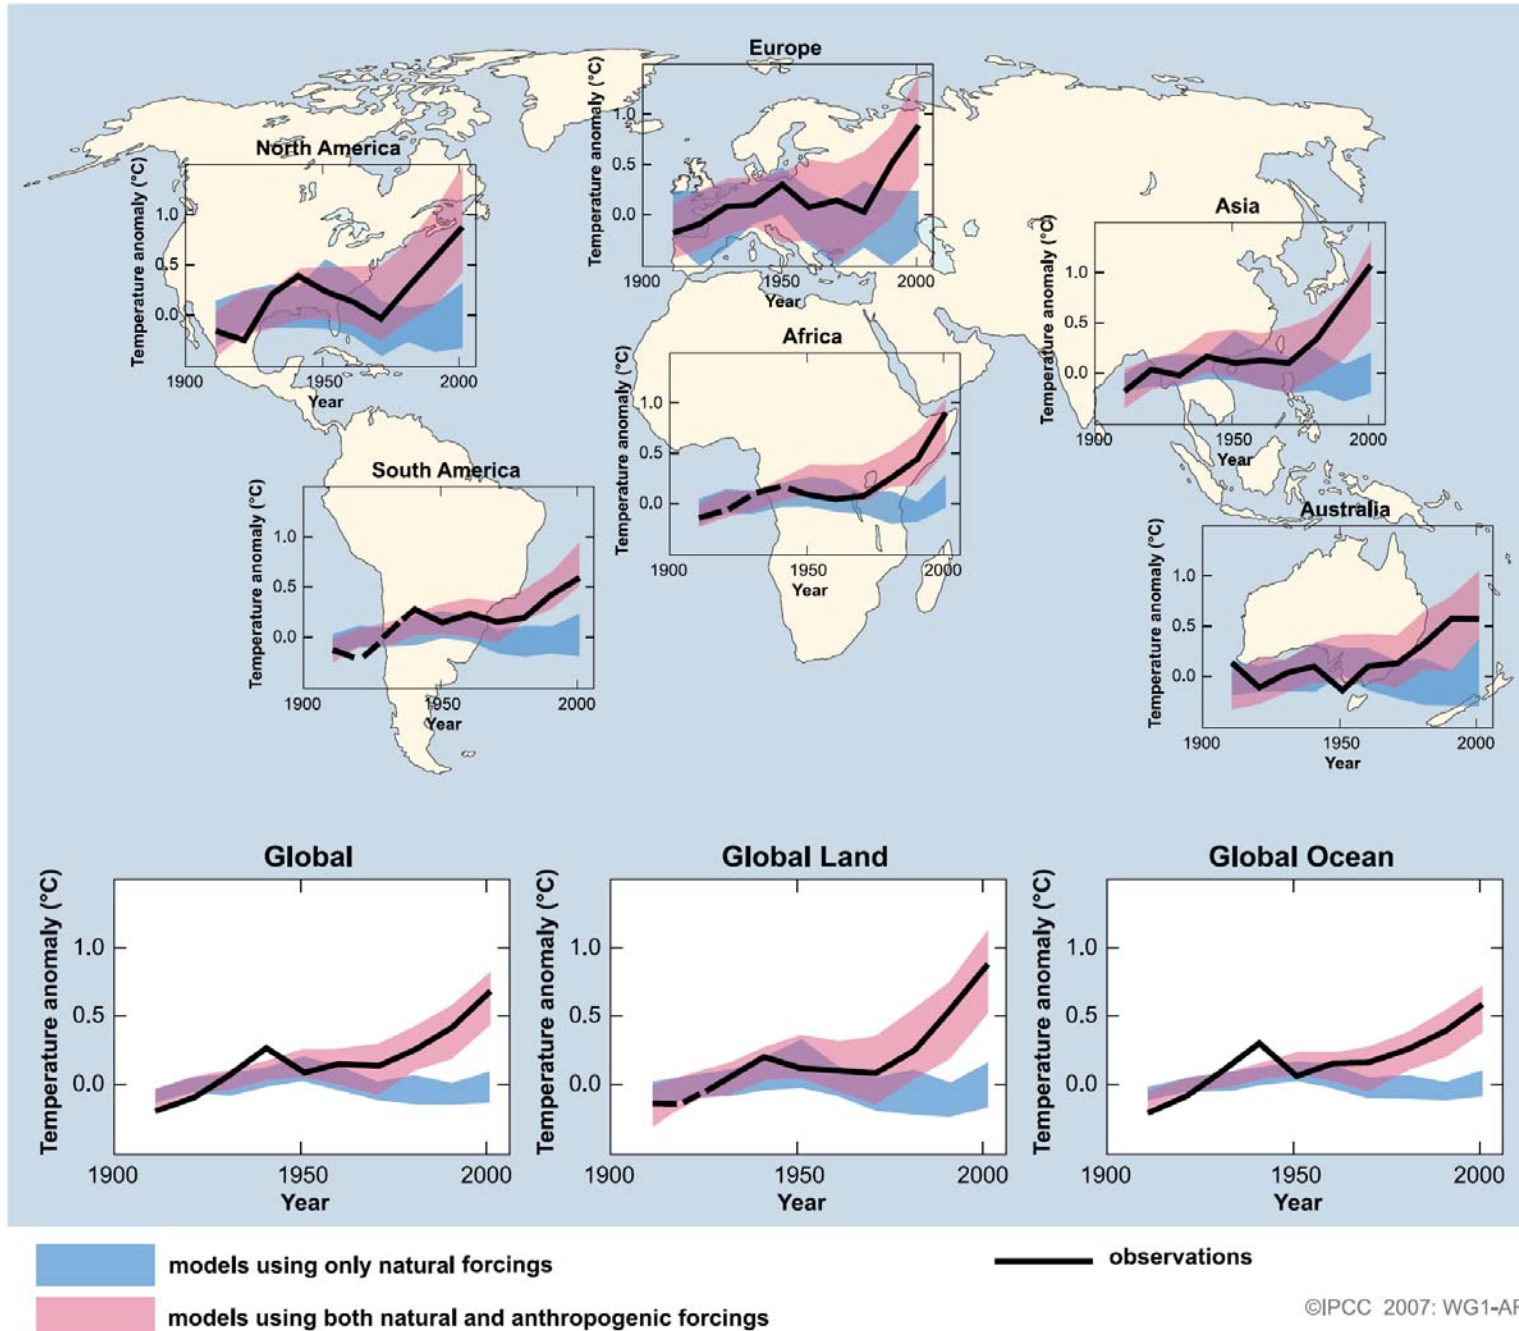 Europe
Temperature anomaly (°C)
1.0
0.5
0.0
1900
1950
2000
Year
North America
Temperature anomaly (°C)
1.0
0.5
0.0
1900
1950
2000
Year
Asia
Temperature anomaly (°C)
1.0
0.5
0.0
1900
1950
2000
Year
Africa
Temperature anomaly (°C)
1.0
0.5
0.0
1900
1950
2000
Year
South America
Temperature anomaly (°C)
1.0
0.5
0.0
1900
1950
2000
Year
Australia
Temperature anomaly (°C)
1.0
0.5
0.0
1900
1950
2000
Year
Global
Temperature anomaly (°C)
1.0
0.5
0.0
1900
1950
2000
Year
Global Land
Temperature anomaly (°C)
1.0
0.5
0.0
1900
1950
2000
Year
Global Ocean
Temperature anomaly (°C)
1.0
0.5
0.0
1900
1950
2000
Year
models using only natural forcings
observations
models using both natural and anthropogenic forcings
©IPCC 2007: WG1-